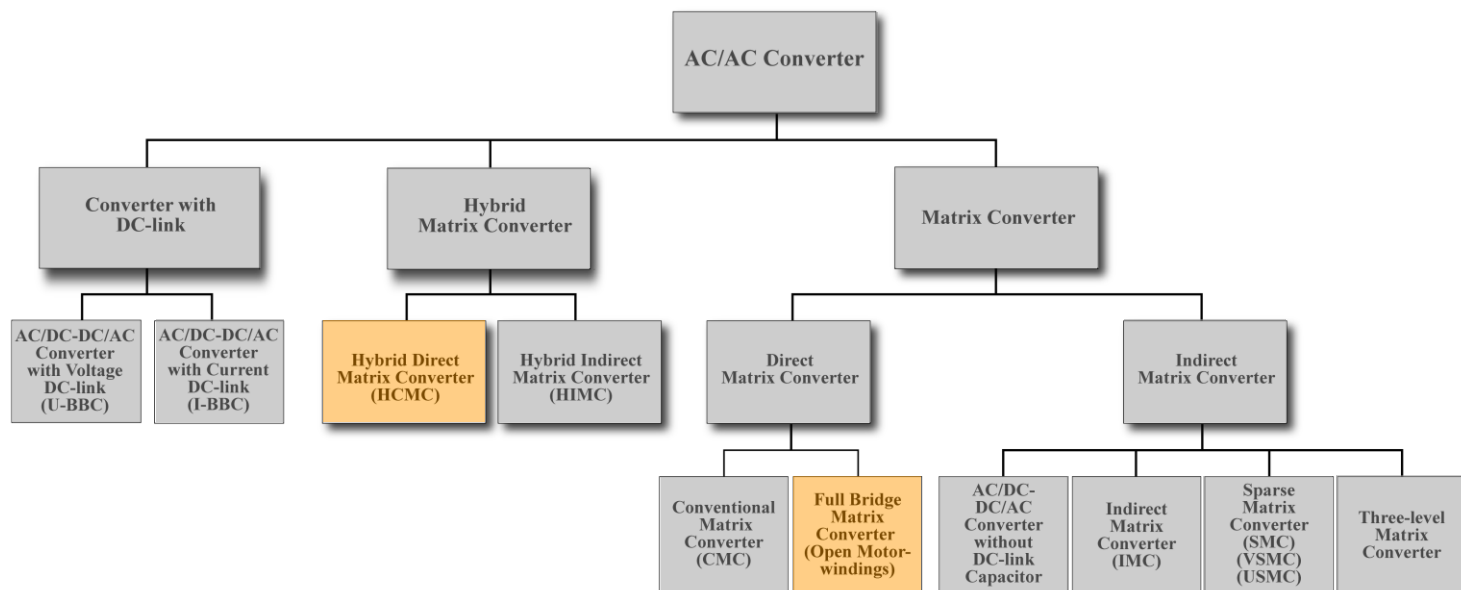 AC/AC Converter
Converter with
DC-link
Hybrid
Matrix Converter
Matrix Converter
AC/DC-DC/AC
Converter
with Voltage
DC-link
(U-BBC)
AC/DC-DC/AC
Converter
with Current
DC-link
(I-BBC)
Hybrid Direct
Matrix Converter
(HCMC)
Hybrid Indirect
Matrix Converter
(HIMC)
Direct
Matrix Converter
Indirect
Matrix Converter
Conventional
Matrix
Converter
(CMC)
Full Bridge
Matrix
Converter
(Open Motor-
windings)
AC/DC-
DC/AC
Converter
without
DC-link
Capacitor
Indirect
Matrix
Converter
(IMC)
Sparse
Matrix
Converter
(SMC)
(VSMC)
(USMC)
Three-level
Matrix
Converter